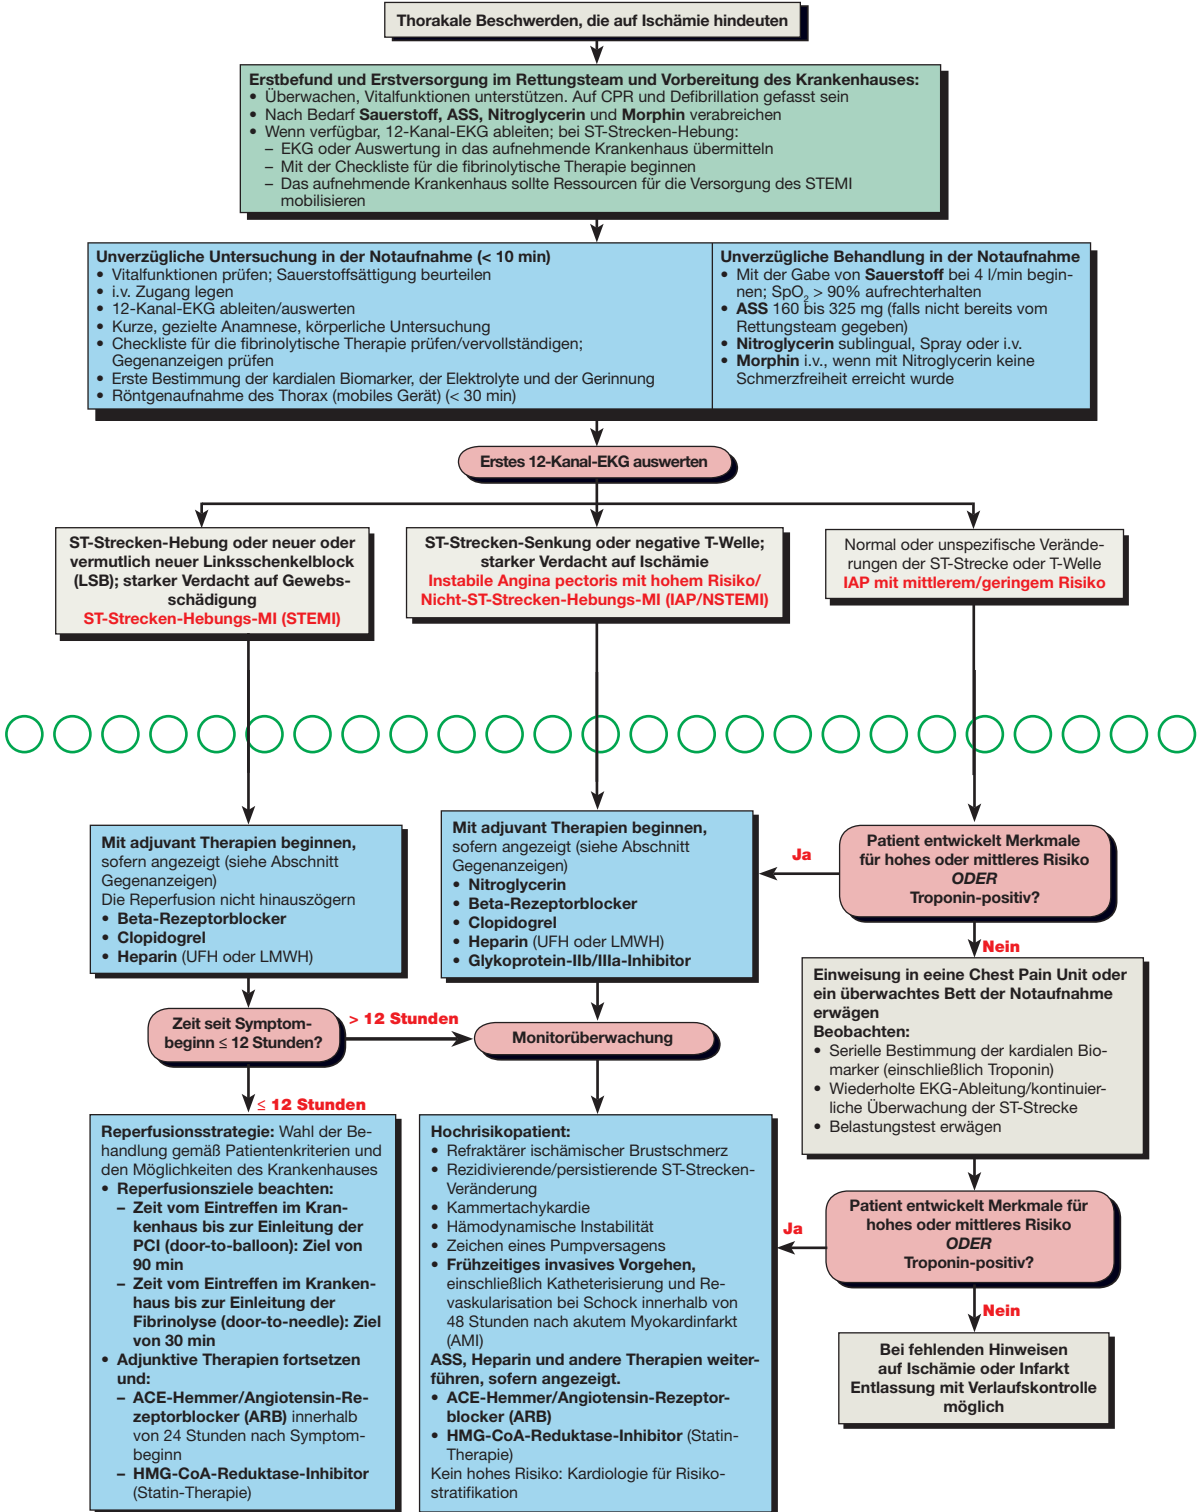 Thorakale Beschwerden, die auf Ischämie hindeuten
Erstbefund und Erstversorgung im Rettungsteam und Vorbereitung des Krankenhauses:
• Überwachen, Vitalfunktionen unterstützen. Auf CPR und Defibrillation gefasst sein
• Nach Bedarf Sauerstoff, ASS, Nitroglycerin und Morphin verabreichen
• Wenn verfügbar, 12-Kanal-EKG ableiten; bei ST-Strecken-Hebung:
– EKG oder Auswertung in das aufnehmende Krankenhaus übermitteln
– Mit der Checkliste für die fibrinolytische Therapie beginnen
– Das aufnehmende Krankenhaus sollte Ressourcen für die Versorgung des STEMI
mobilisieren
Unverzügliche Untersuchung in der Notaufnahme (< 10 min)
• Vitalfunktionen prüfen; Sauerstoffsättigung beurteilen
• i.v. Zugang legen
• 12-Kanal-EKG ableiten/auswerten
• Kurze, gezielte Anamnese, körperliche Untersuchung
• Checkliste für die fibrinolytische Therapie prüfen/vervollständigen;
Gegenanzeigen prüfen
• Erste Bestimmung der kardialen Biomarker, der Elektrolyte und der Gerinnung
• Röntgenaufnahme des Thorax (mobiles Gerät) (< 30 min)
Unverzügliche Behandlung in der Notaufnahme
• Mit der Gabe von Sauerstoff bei 4 l/min begin-
nen; SpO₂ > 90% aufrechterhalten
• ASS 160 bis 325 mg (falls nicht bereits vom
Rettungsteam gegeben)
• Nitroglycerin sublingual, Spray oder i.v.
• Morphin i.v., wenn mit Nitroglycerin keine
Schmerzfreiheit erreicht wurde
Erstes 12-Kanal-EKG auswerten
ST-Strecken-Hebung oder neuer oder
vermutlich neuer Linksschenkelblock
(LSB); starker Verdacht auf Gewebs-
schädigung
ST-Strecken-Hebungs-MI (STEMI)
ST-Strecken-Senkung oder negative T-Welle;
starker Verdacht auf Ischämie
Instabile Angina pectoris mit hohem Risiko/
Nicht-ST-Strecken-Hebungs-MI (IAP/NSTEMI)
Normal oder unspezifische Verände-
rungen der ST-Strecke oder T-Welle
IAP mit mittlerem/geringem Risiko
Mit adjuvant Therapien beginnen,
sofern angezeigt (siehe Abschnitt
Gegenanzeigen)
Die Reperfusion nicht hinauszögern
• Beta-Rezeptorblocker
• Clopidogrel
• Heparin (UFH oder LMWH)
Mit adjuvant Therapien beginnen,
sofern angezeigt (siehe Abschnitt
Gegenanzeigen)
• Nitroglycerin
• Beta-Rezeptorblocker
• Clopidogrel
• Heparin (UFH oder LMWH)
• Glykoprotein-IIb/IIIa-Inhibitor
Ja
Patient entwickelt Merkmale
für hohes oder mittleres Risiko
ODER
Troponin-positiv?
Nein
Einweisung in eeine Chest Pain Unit oder
ein überwachtes Bett der Notaufnahme
erwägen
Beobachten:
• Serielle Bestimmung der kardialen Bio-
marker (einschließlich Troponin)
• Wiederholte EKG-Ableitung/kontinuier-
liche Überwachung der ST-Strecke
• Belastungstest erwägen
Zeit seit Symptom-
beginn ≤ 12 Stunden?
> 12 Stunden
Monitorüberwachung
≤ 12 Stunden
Reperfusionsstrategie: Wahl der Be-
handlung gemäß Patientenkriterien und
den Möglichkeiten des Krankenhauses
• Reperfusionsziele beachten:
– Zeit vom Eintreffen im Kran-
kenhaus bis zur Einleitung der
PCI (door-to-balloon): Ziel von
90 min
– Zeit vom Eintreffen im Kranken-
haus bis zur Einleitung der
Fibrinolyse (door-to-needle): Ziel
von 30 min
• Adjunktive Therapien fortsetzen
und:
– ACE-Hemmer/Angiotensin-Re-
zeptorblocker (ARB) innerhalb
von 24 Stunden nach Symptom-
beginn
– HMG-CoA-Reduktase-Inhibitor
(Statin-Therapie)
Hochrisikopatient:
• Refraktärer ischämischer Brustschmerz
• Rezidivierende/persistierende ST-Strecken-
Veränderung
• Kammertachykardie
• Hämodynamische Instabilität
• Zeichen eines Pumpversagens
• Frühzeitiges invasives Vorgehen,
einschließlich Katheterisierung und Re-
vaskularisation bei Schock innerhalb von
48 Stunden nach akutem Myokardinfarkt
(AMI)
ASS, Heparin und andere Therapien weiter-
führen, sofern angezeigt.
• ACE-Hemmer/Angiotensin-Rezeptor-
blocker (ARB)
• HMG-CoA-Reduktase-Inhibitor (Statin-
Therapie)
Kein hohes Risiko: Kardiologie für Risiko-
stratifikation
Ja
Patient entwickelt Merkmale für
hohes oder mittleres Risiko
ODER
Troponin-positiv?
Nein
Bei fehlenden Hinweisen
auf Ischämie oder Infarkt
Entlassung mit Verlaufskontrolle
möglich